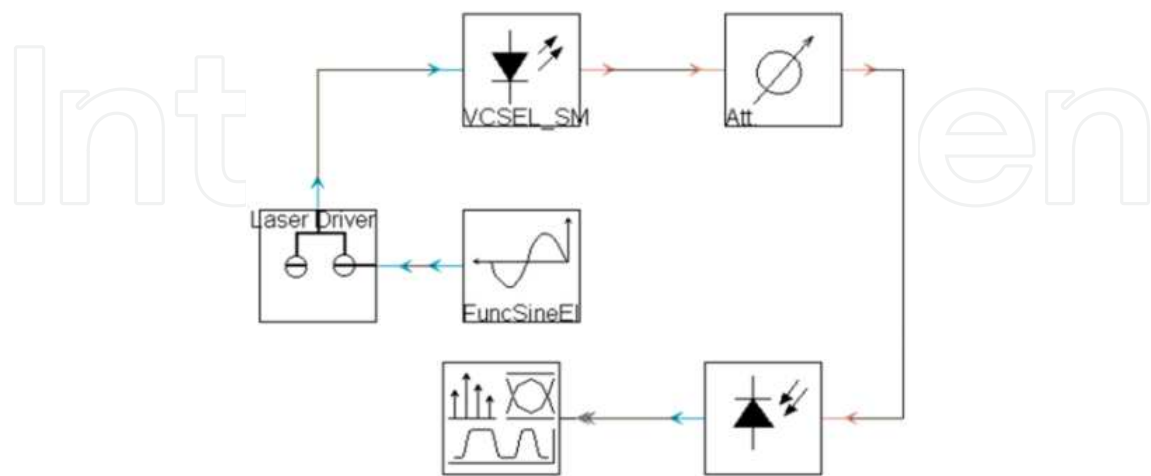 VCSEL_SM
Att.
Int en
Laser Driver
FuncSineEl